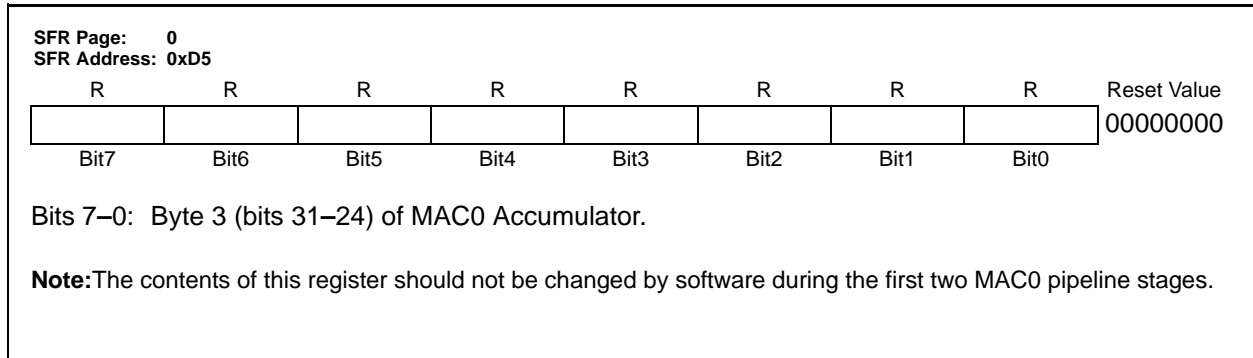 SFR Page: 0
SFR Address: 0xD5
R R R R R R R R Reset Value
00000000
Bit7 Bit6 Bit5 Bit4 Bit3 Bit2 Bit1 Bit0
Bits 7–0: Byte 3 (bits 31–24) of MAC0 Accumulator.
Note:The contents of this register should not be changed by software during the first two MAC0 pipeline stages.